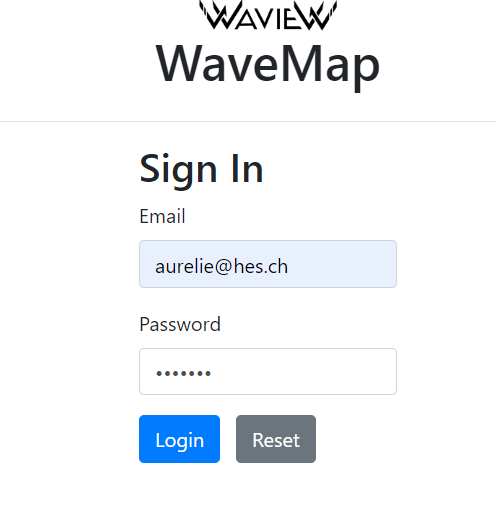 WAVIEW
WaveMap
Sign In
Email
aurelie@hes.ch
Password
•••••••
Login Reset